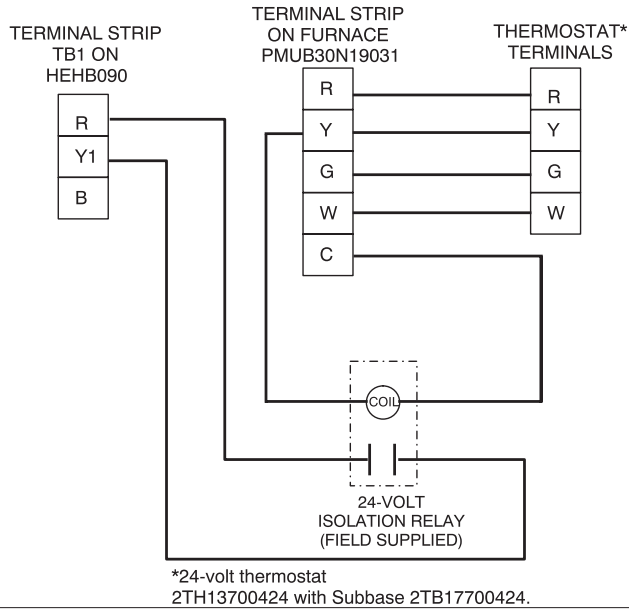 TERMINAL STRIP
TB1 ON
HEHB090
TERMINAL STRIP
ON FURNACE
PMUB30N19031
THERMOSTAT*
TERMINALS
R
Y1
B
R
Y
G
W
C
R
Y
G
W
COIL
24-VOLT
ISOLATION RELAY
(FIELD SUPPLIED)
*24-volt thermostat
2TH13700424 with Subbase 2TB17700424.